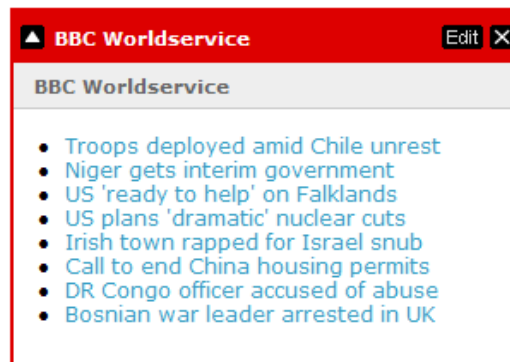 BBC Worldservice Edit
BBC Worldservice
Troops deployed amid Chile unrest
Niger gets interim government
US 'ready to help' on Falklands
US plans 'dramatic' nuclear cuts
Irish town rapped for Israel snub
Call to end China housing permits
DR Congo officer accused of abuse
Bosnian war leader arrested in UK